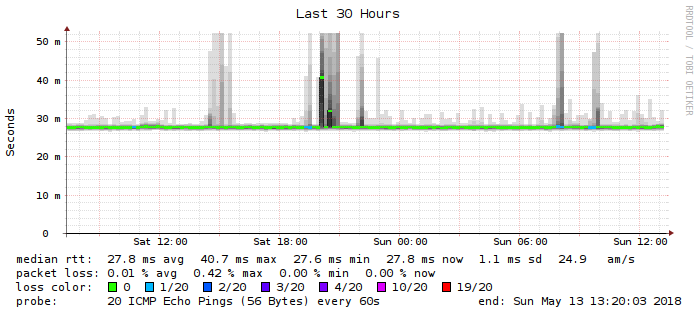 Last 30 Hours
RRDTOOL / TOBI OETIKER
Seconds
50 m
40 m
30 m
20 m
10 m
0
Sat 12:00 Sat 18:00 Sun 00:00 Sun 06:00 Sun 12:00
median rtt: 27.8 ms avg 40.7 ms max 27.6 ms min 27.8 ms now 1.1 ms sd 24.9 am/s
packet loss: 0.01 % avg 0.42 % max 0.00 % min 0.00 % now
loss color: 0 1/20 2/20 3/20 4/20 10/20 19/20
probe: 20 ICMP Echo Pings (56 Bytes) every 60s end: Sun May 13 13:20:03 2018